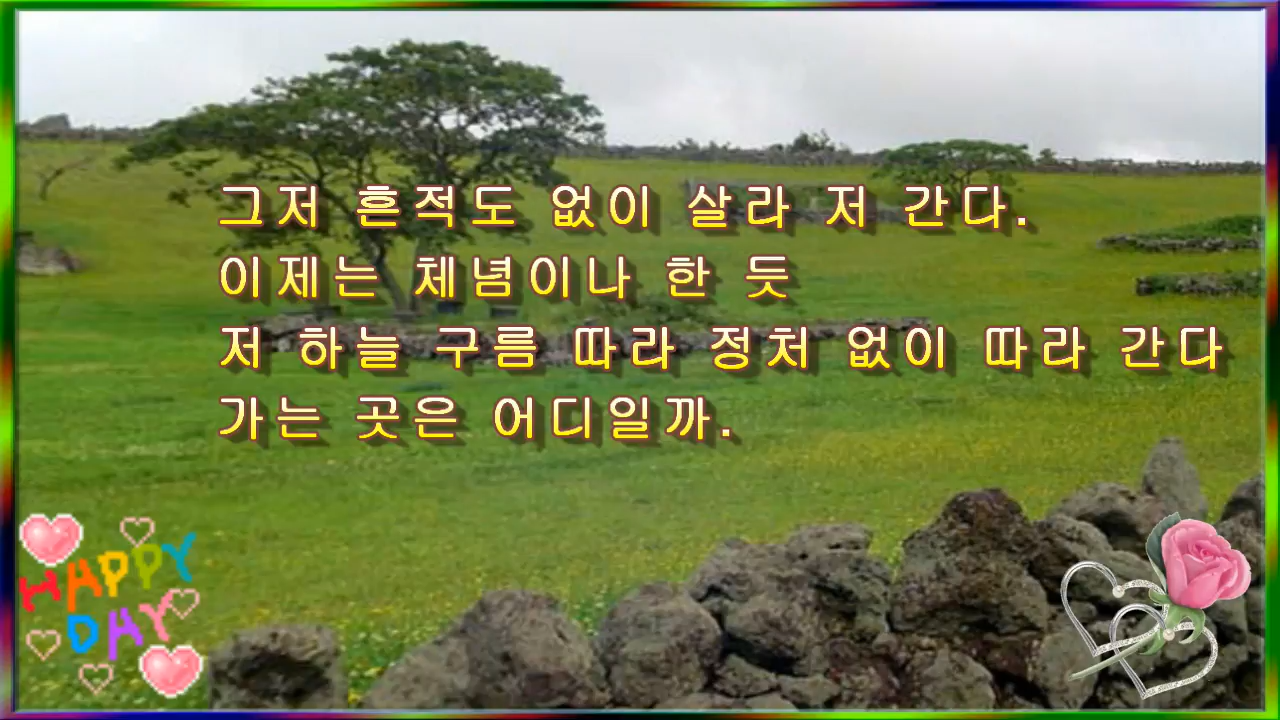 그저 흔적도 없이 살라 저 간다.
이제는 체념이나 한 듯
저 하늘 구름 따라 정처 없이 따라 간다
가는 곳은 어디일까.
HAPPY
DAY